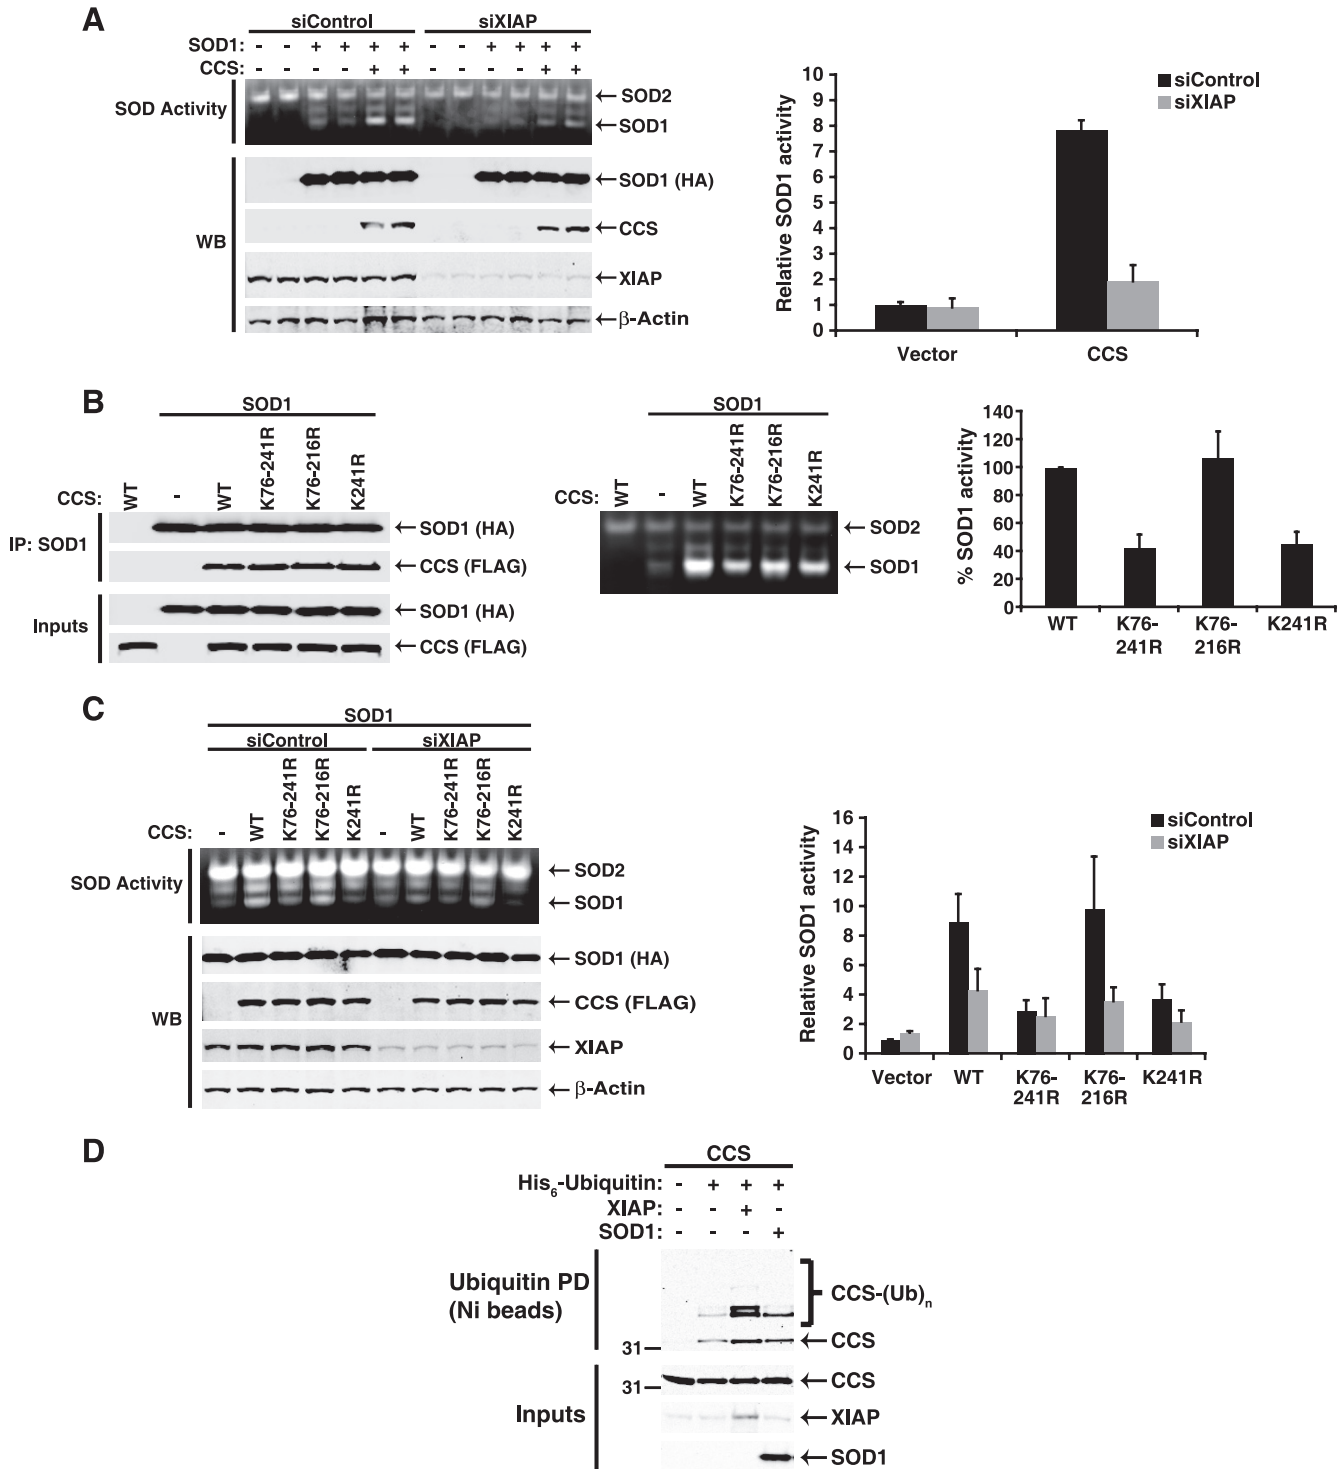 A
siControl siXIAP
SOD1: - - + + + + - - + + + +
CCS: - - - - + + - - - - + +
SOD Activity
←SOD2
←SOD1
WB
←SOD1 (HA)
←CCS
←XIAP
←β-Actin
Relative SOD1 activity
10
9
8
7
6
5
4
3
2
1
0
Vector CCS
siControl
siXIAP
B
SOD1
CCS: WT - WT K76-241R K76-216R K241R
IP: SOD1
←SOD1 (HA)
←CCS (FLAG)
Inputs
←SOD1 (HA)
←CCS (FLAG)
SOD1
CCS: WT - WT K76-241R K76-216R K241R
←SOD2
←SOD1
% SOD1 activity
140
120
100
80
60
40
20
0
WT K76-241R K76-216R K241R
C
SOD1
siControl siXIAP
CCS: - WT K76-241R K76-216R K241R - WT K76-241R K76-216R K241R
SOD Activity
←SOD2
←SOD1
WB
←SOD1 (HA)
←CCS (FLAG)
←XIAP
←β-Actin
Relative SOD1 activity
16
14
12
10
8
6
4
2
0
Vector WT K76-241R K76-216R K241R
siControl
siXIAP
D
CCS
His6-Ubiquitin: - + + +
XIAP: - - + -
SOD1: - - - +
Ubiquitin PD
(Ni beads)
CCS-(Ub)n
←CCS
31
Inputs
←CCS
31
←XIAP
←SOD1